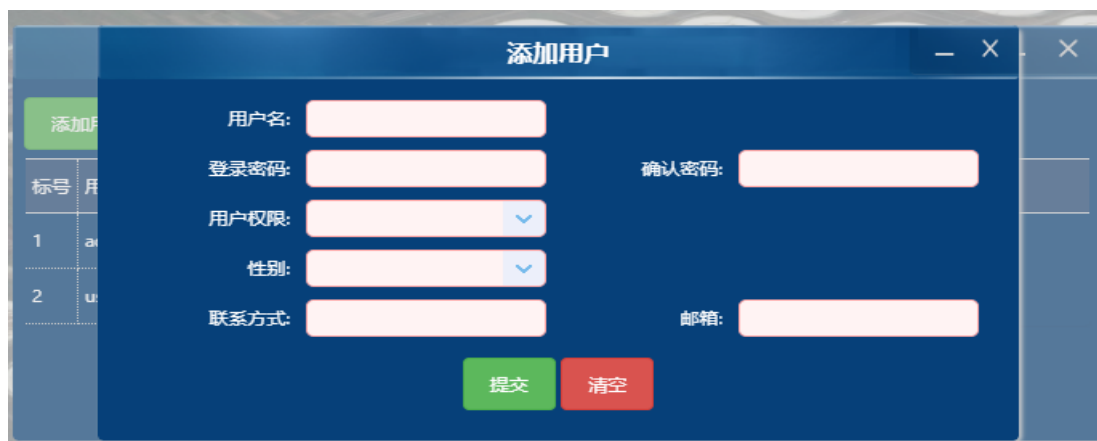 添加用户
添加
标号
用户名: 
登录密码: 确认密码:
用户权限:
1
性别:
2
联系方式: 邮箱:
提交 清空